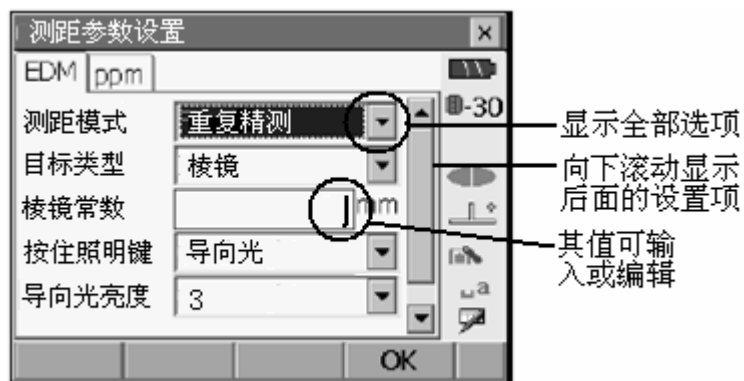 测距参数设置 ×
EDM ppm
-30
测距模式 重复精测
目标类型 棱镜
棱镜常数 mm
按住照明键 导向光
导向光亮度 3
a
OK
显示全部选项
向下滚动显示
后面的设置项
其值可输
入或编辑